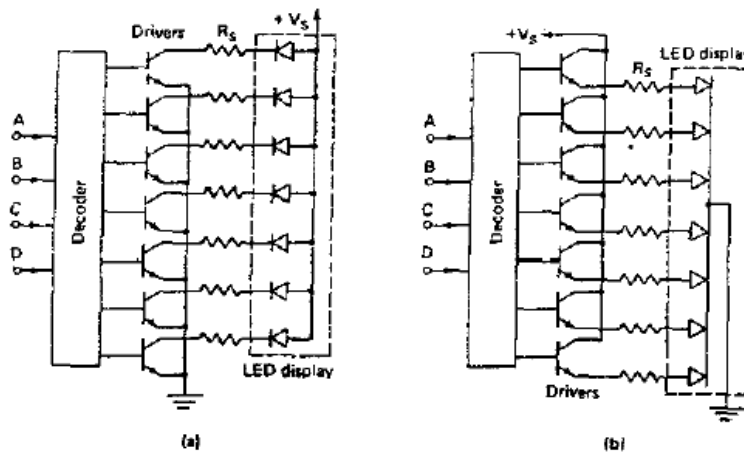 Drivers
R_S
+ V_S
A
B
C
D
Decoder
LED display
(a)
+V_S
LED display
R_S
A
B
C
D
Decoder
Drivers
(b)